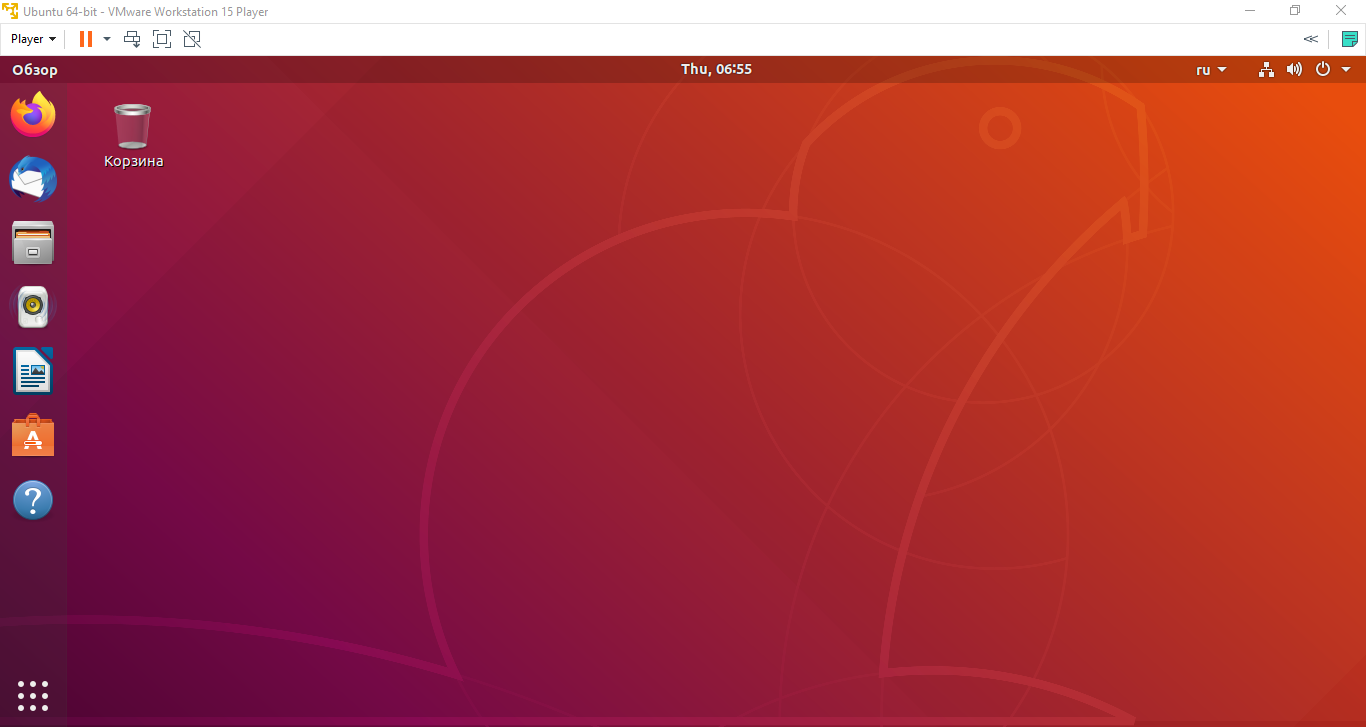 Ubuntu 64-bit - VMware Workstation 15 Player
Player
Обзор
Thu, 06:55
ru
Корзина